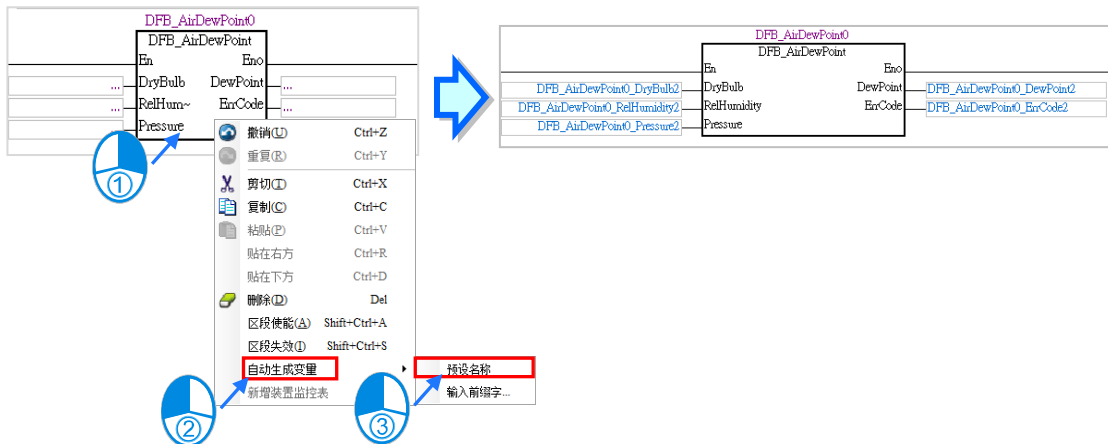 DFB_AirDewPoint0
DFB_AirDewPoint
En Eno
... DryBulb DewPoint ...
... RelHum~ ErrCode ...
... Pressure
①
撤销(U) Ctrl+Z
重复(R) Ctrl+Y
剪切(T) Ctrl+X
复制(C) Ctrl+C
粘贴(P) Ctrl+V
贴在右方 Ctrl+R
贴在下方 Ctrl+D
删除(D) Del
区段使能(A) Shift+Ctrl+A
区段失效(I) Shift+Ctrl+S
自动生成变量
新增装置监控表
②
预设名称
输入前缀字...
③
DFB_AirDewPoint0
DFB_AirDewPoint
En Eno
DFB_AirDewPoint0_DryBulb2 DryBulb DewPoint DFB_AirDewPoint0_DewPoint2
DFB_AirDewPoint0_RelHumidity2 RelHumidity ErrCode DFB_AirDewPoint0_ErrCode2
DFB_AirDewPoint0_Pressure2 Pressure